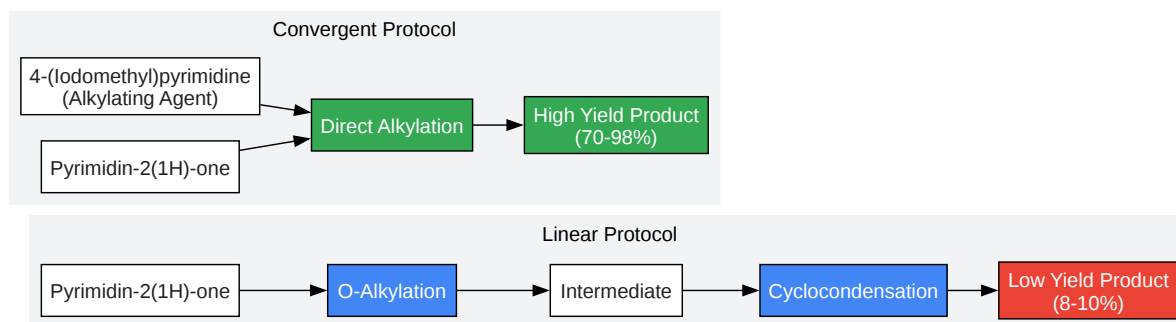 Convergent Protocol
4-(Iodomethyl)pyrimidine
(Alkylating Agent)
Pyrimidin-2(1H)-one
Direct Alkylation
High Yield Product
(70-98%)
Linear Protocol
Pyrimidin-2(1H)-one
O-Alkylation
Intermediate
Cyclocondensation
Low Yield Product
(8-10%)